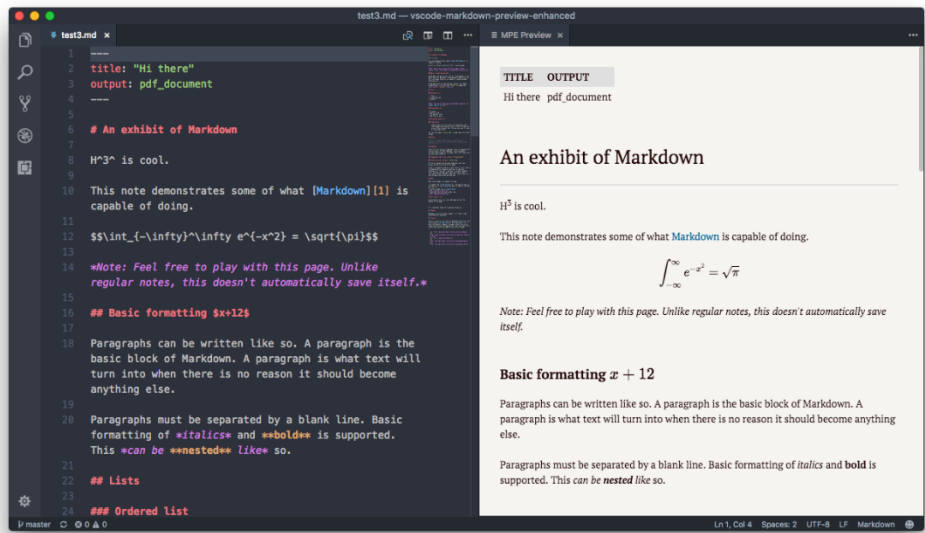 test3.md — vscode-markdown-preview-enhanced
test3.md ×
1 ---
2 title: "Hi there"
3 output: pdf_document
4 ---
5
6 # An exhibit of Markdown
7
8 H^3^ is cool.
9
10 This note demonstrates some of what [Markdown][1] is
capable of doing.
11
12 $$\int_{-\infty}^\infty e^{-x^2} = \sqrt{\pi}$$
13
14 *Note: Feel free to play with this page. Unlike
regular notes, this doesn't automatically save itself.*
15
16 ## Basic formatting $x+12$
17
18 Paragraphs can be written like so. A paragraph is the
basic block of Markdown. A paragraph is what text will
turn into when there is no reason it should become
anything else.
19
20 Paragraphs must be separated by a blank line. Basic
formatting of *italics* and **bold** is supported.
This *can be **nested** like* so.
21
22 ## Lists
23
24 ### Ordered list
MPE Preview ×
TITLE OUTPUT
Hi there pdf_document
An exhibit of Markdown
H³ is cool.
This note demonstrates some of what Markdown is capable of doing.
∫_{-∞}^{∞} e^{-x²} = √π
Note: Feel free to play with this page. Unlike regular notes, this doesn't automatically save
itself.
Basic formatting x + 12
Paragraphs can be written like so. A paragraph is the basic block of Markdown. A
paragraph is what text will turn into when there is no reason it should become anything
else.
Paragraphs must be separated by a blank line. Basic formatting of italics and bold is
supported. This can be nested like so.
master 0 0 Ln 1, Col 4 Spaces: 2 UTF-8 LF Markdown